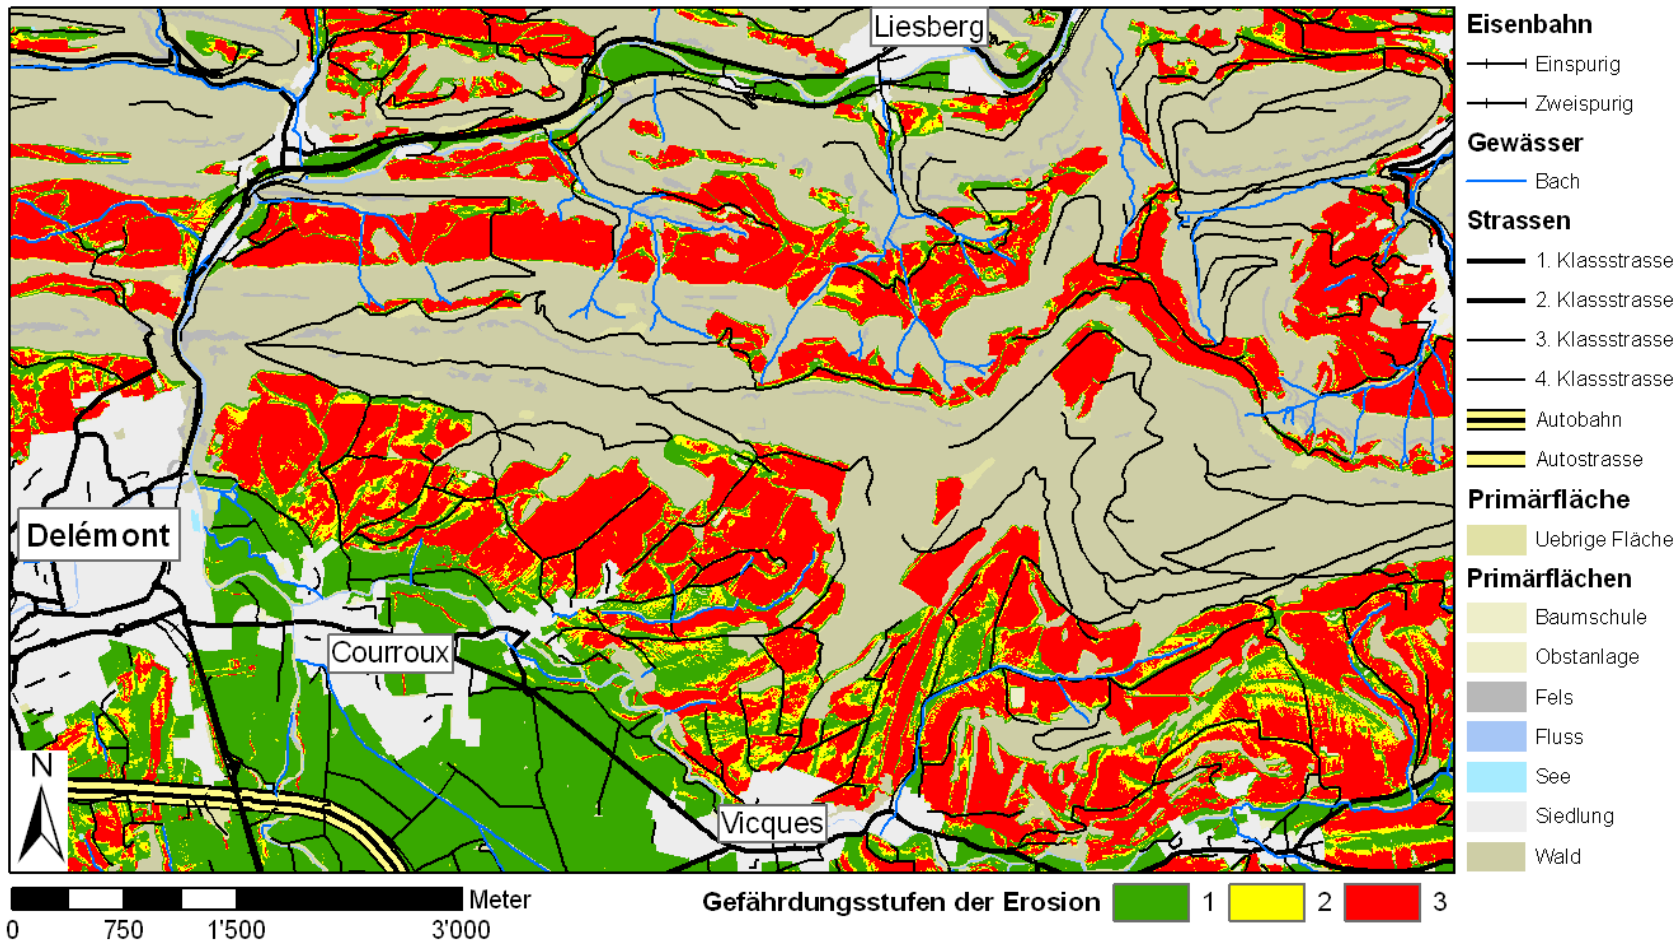 Liesberg
Delémont
Courroux
Vicques
N
Eisenbahn
Einspurig
Zweispurig
Gewässer
Bach
Strassen
1. Klassstrasse
2. Klassstrasse
3. Klassstrasse
4. Klassstrasse
Autobahn
Autostrasse
Primärfläche
Uebrige Fläche
Primärflächen
Baumschule
Obstanlage
Fels
Fluss
See
Siedlung
Wald
Meter
0 750 1'500 3'000
Gefährdungsstufen der Erosion 1 2 3